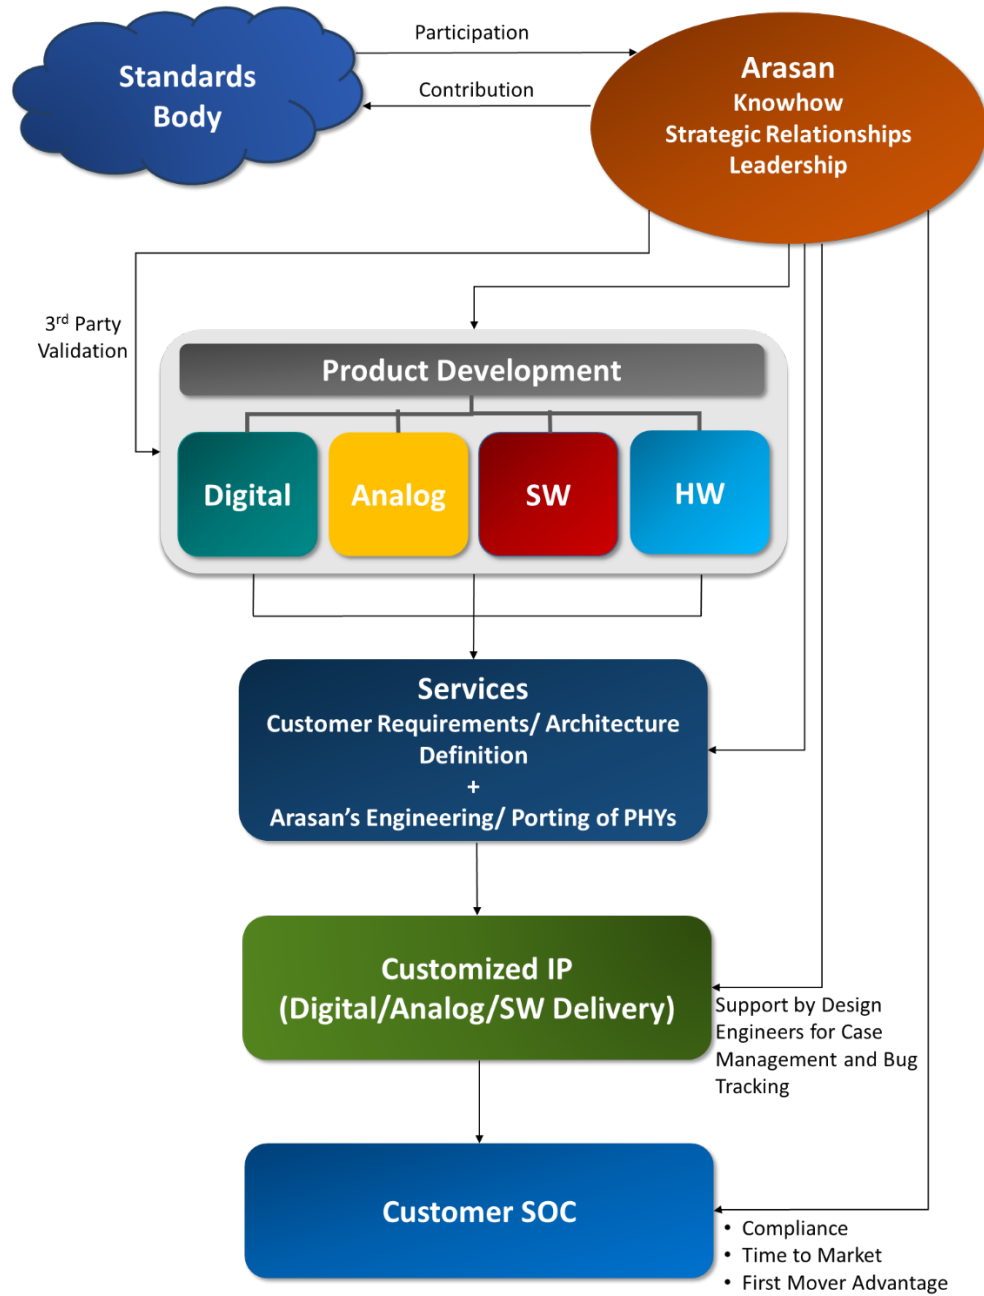 Standards
Body
Participation
Contribution
Arasan
Knowhow
Strategic Relationships
Leadership
3rd Party
Validation
Product Development
Digital
Analog
SW
HW
Services
Customer Requirements/ Architecture
Definition
+
Arasan's Engineering/ Porting of PHYs
Customized IP
(Digital/Analog/SW Delivery)
Support by Design
Engineers for Case
Management and Bug
Tracking
Customer SOC
• Compliance
• Time to Market
• First Mover Advantage